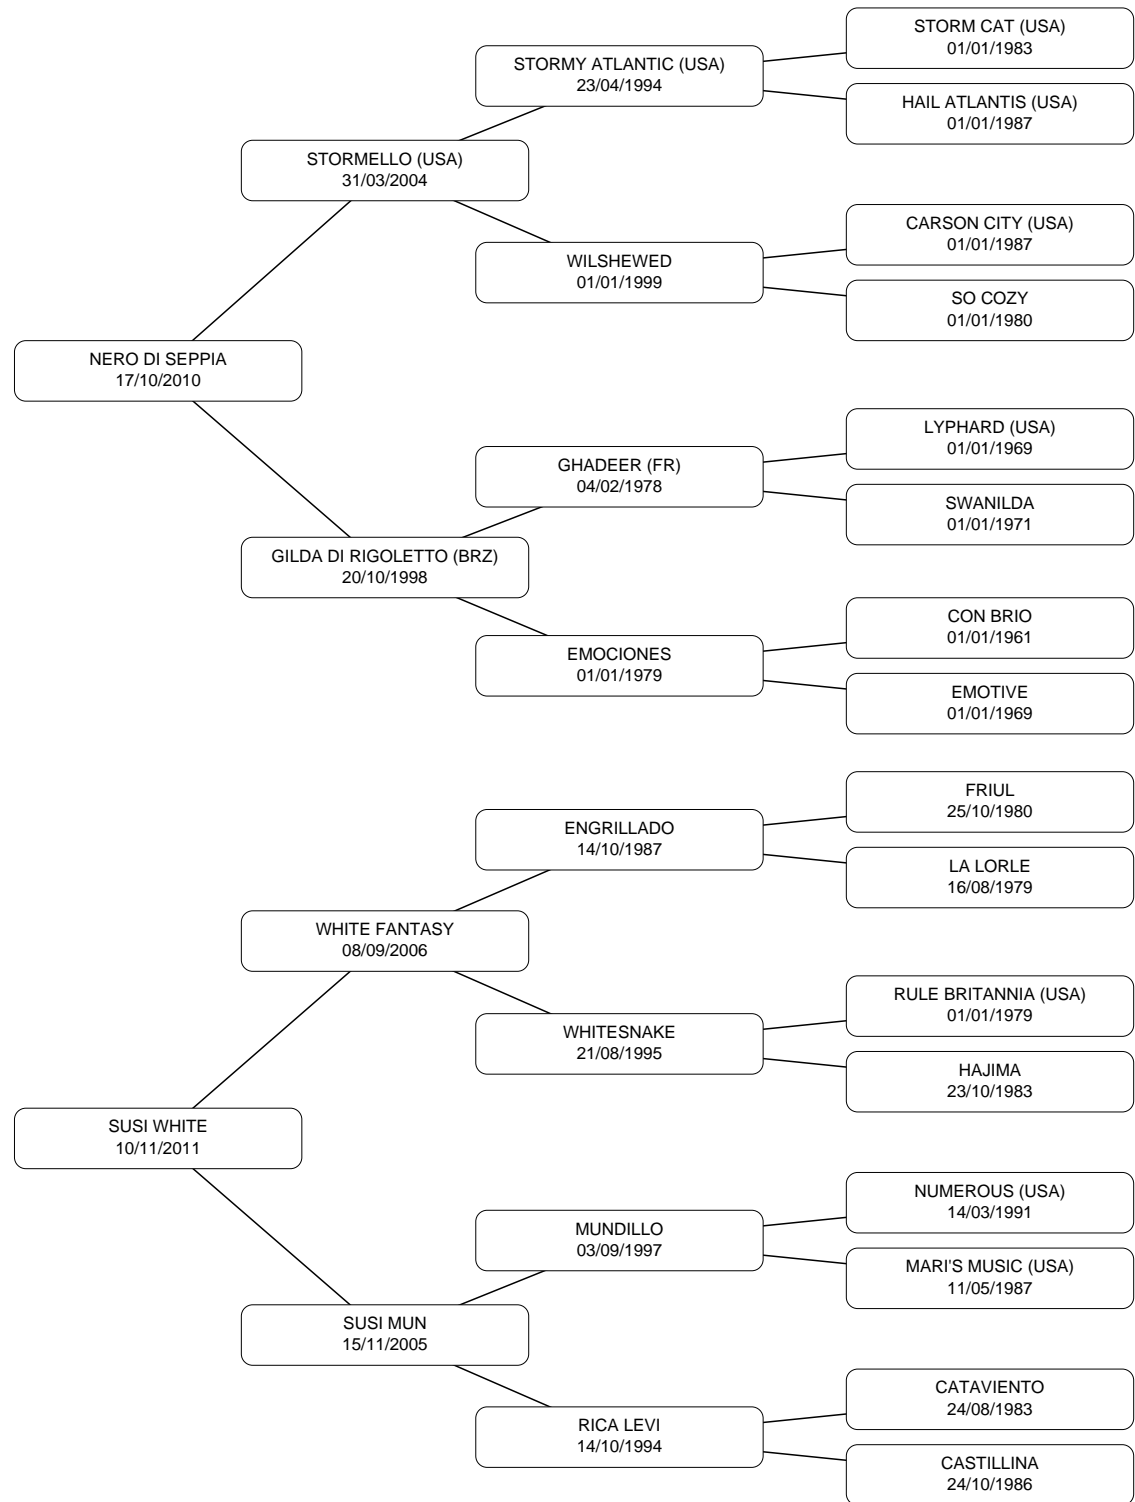 STORM CAT (USA)
01/01/1983
STORMY ATLANTIC (USA)
23/04/1994
HAIL ATLANTIS (USA)
01/01/1987
STORMELLO (USA)
31/03/2004
CARSON CITY (USA)
01/01/1987
WILSHEWED
01/01/1999
SO COZY
01/01/1980
NERO DI SEPPIA
17/10/2010
LYPHARD (USA)
01/01/1969
GHADEER (FR)
04/02/1978
SWANILDA
01/01/1971
GILDA DI RIGOLETTO (BRZ)
20/10/1998
CON BRIO
01/01/1961
EMOCIONES
01/01/1979
EMOTIVE
01/01/1969
FRIUL
25/10/1980
ENGRILLADO
14/10/1987
LA LORLE
16/08/1979
WHITE FANTASY
08/09/2006
RULE BRITANNIA (USA)
01/01/1979
WHITESNAKE
21/08/1995
HAJIMA
23/10/1983
SUSI WHITE
10/11/2011
NUMEROUS (USA)
14/03/1991
MUNDILLO
03/09/1997
MARI'S MUSIC (USA)
11/05/1987
SUSI MUN
15/11/2005
CATAVIENTO
24/08/1983
RICA LEVI
14/10/1994
CASTILLINA
24/10/1986